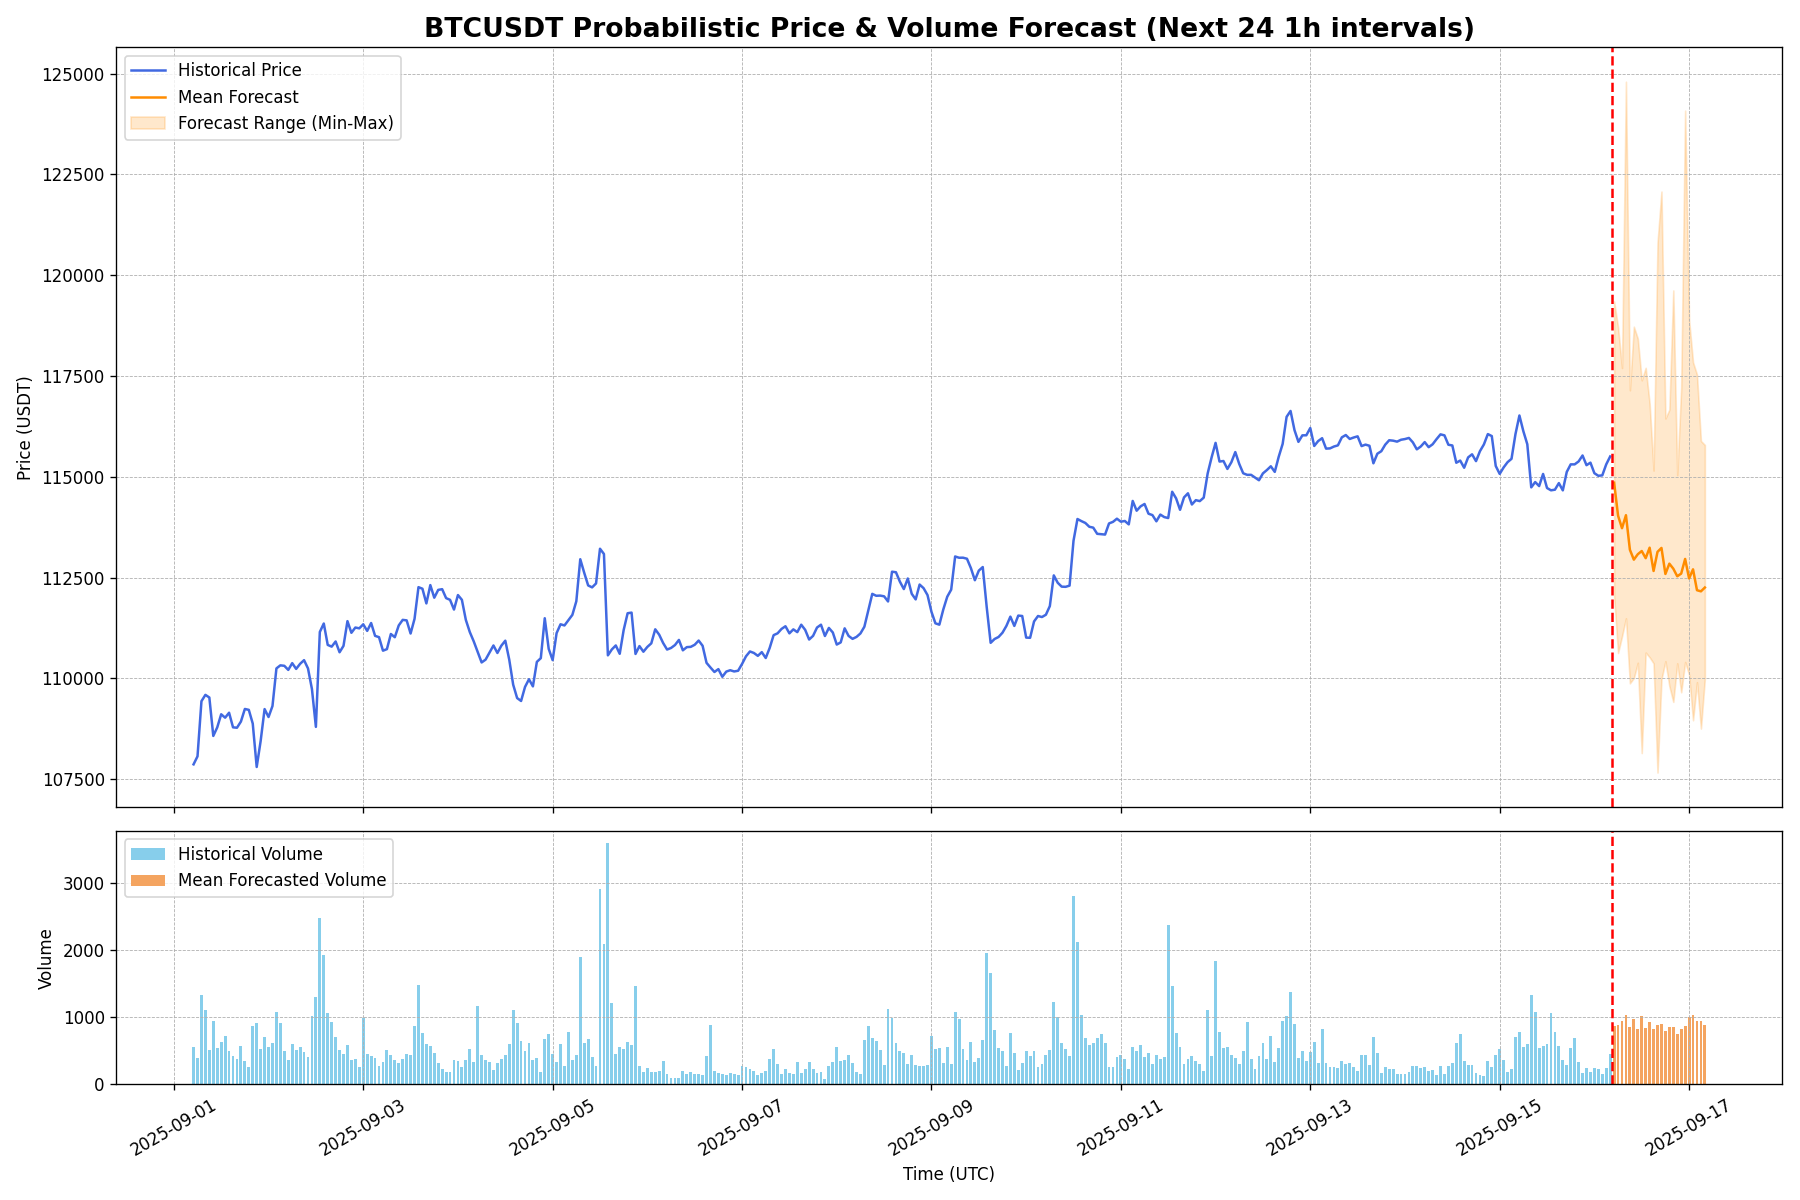 BTCUSDT Probabilistic Price & Volume Forecast (Next 24 1h intervals)
Historical Price
Mean Forecast
Forecast Range (Min-Max)
Price (USDT)
125000
122500
120000
117500
115000
112500
110000
107500
Historical Volume
Mean Forecasted Volume
Volume
3000
2000
1000
0
2025-09-01
2025-09-03
2025-09-05
2025-09-07
2025-09-09
2025-09-11
2025-09-13
2025-09-15
2025-09-17
Time (UTC)